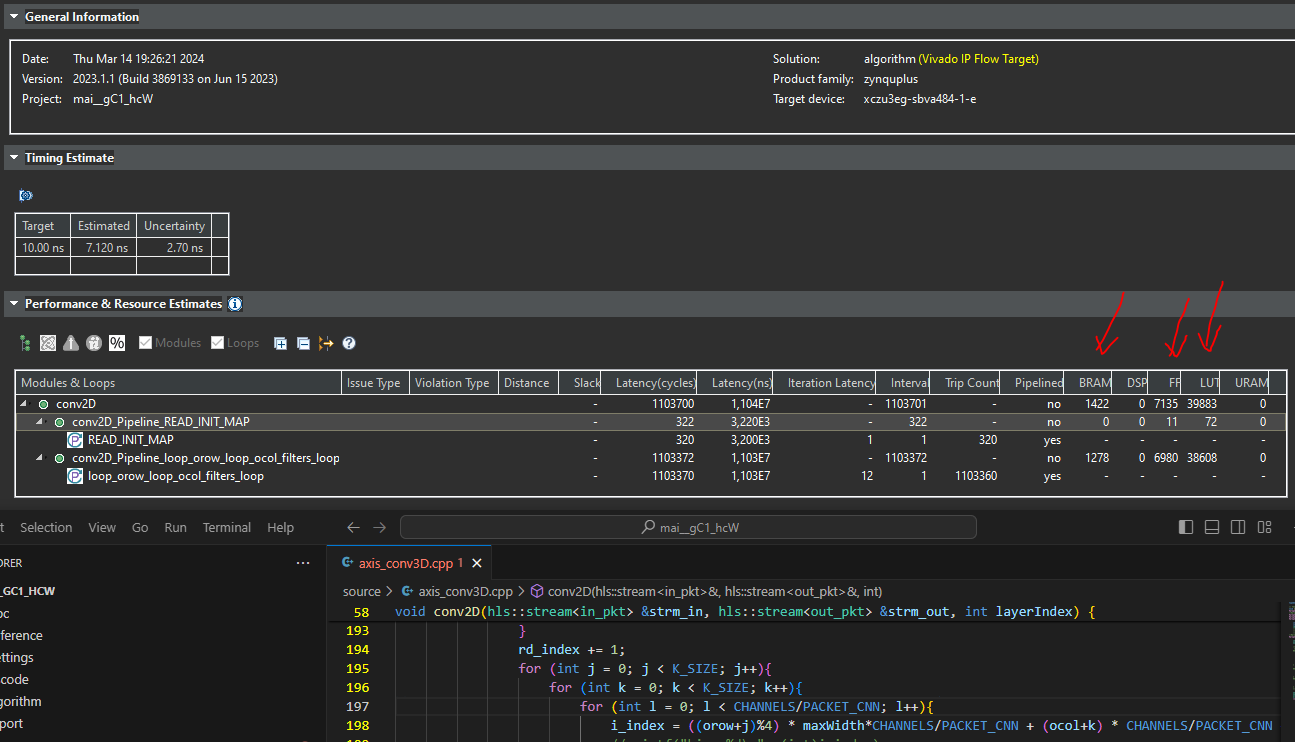 General Information
Date: Thu Mar 14 19:26:21 2024
Version: 2023.1.1 (Build 3869133 on Jun 15 2023)
Project: mai__gC1_hcW
Solution: algorithm (Vivado IP Flow Target)
Product family: zynquplus
Target device: xczu3eg-sbva484-1-e
Timing Estimate
Target Estimated Uncertainty
10.00 ns 7.120 ns 2.70 ns
Performance & Resource Estimates
% Modules Loops
Modules & Loops Issue Type Violation Type Distance Slack Latency(cycles) Latency(ns) Iteration Latency Interval Trip Count Pipelined BRAM DSP FF LUT URAM
conv2D - 1103700 1,104E7 - 1103701 - no 1422 0 7135 39883 0
conv2D_Pipeline_READ_INIT_MAP - 322 3,220E3 - 322 - no 0 0 11 72 0
READ_INIT_MAP - 320 3,200E3 1 1 320 yes - - - - -
conv2D_Pipeline_loop_orow_loop_ocol_filters_loop - 1103372 1,103E7 - 1103372 - no 1278 0 6980 38608 0
loop_orow_loop_ocol_filters_loop - 1103370 1,103E7 12 1 1103360 yes - - - - -
t Selection View Go Run Terminal Help
mai__gC1_hcW
ORER
_GC1_HCW
oc
ference
ettings
code
gorithm
port
axis_conv3D.cpp 1
source > axis_conv3D.cpp > conv2D(hls::stream<in_pkt>&, hls::stream<out_pkt>&, int)
58 void conv2D(hls::stream<in_pkt> &strm_in, hls::stream<out_pkt> &strm_out, int layerIndex) {
193 }
194 rd_index += 1;
195 for (int j = 0; j < K_SIZE; j++){
196 for (int k = 0; k < K_SIZE; k++){
197 for (int l = 0; l < CHANNELS/PACKET_CNN; l++){
198 i_index = ((orow+j)%4) * maxWidth*CHANNELS/PACKET_CNN + (ocol+k) * CHANNELS/PACKET_CNN